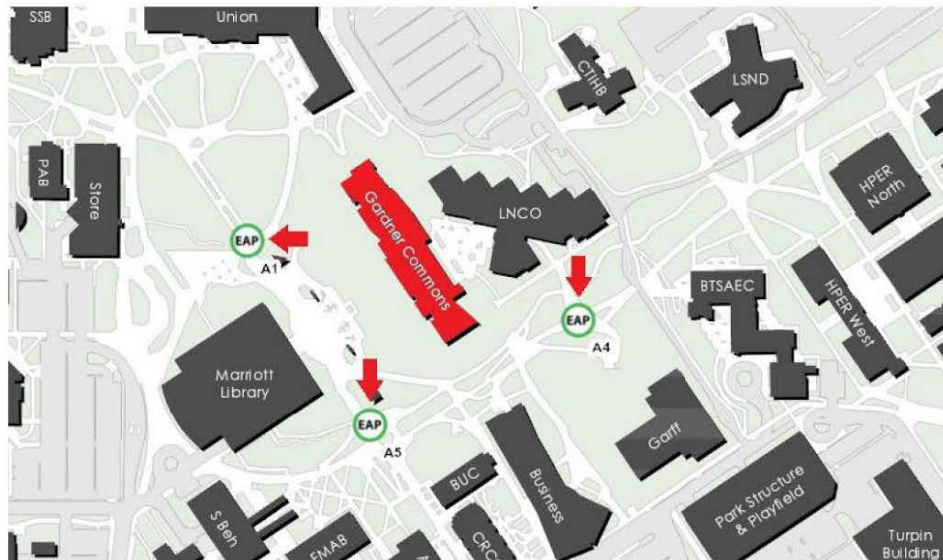 SSB
Union
CTIHB
LSND
PAB
Store
HPER
North
Gardner Commons
LNCO
EAP
A1
BTSAEC
HPER West
EAP
A4
Marriott
Library
EAP
A5
Garff
BUC
Business
Park Structure
& Playfield
S Beh
FMAB
CRC
Turpin
Building